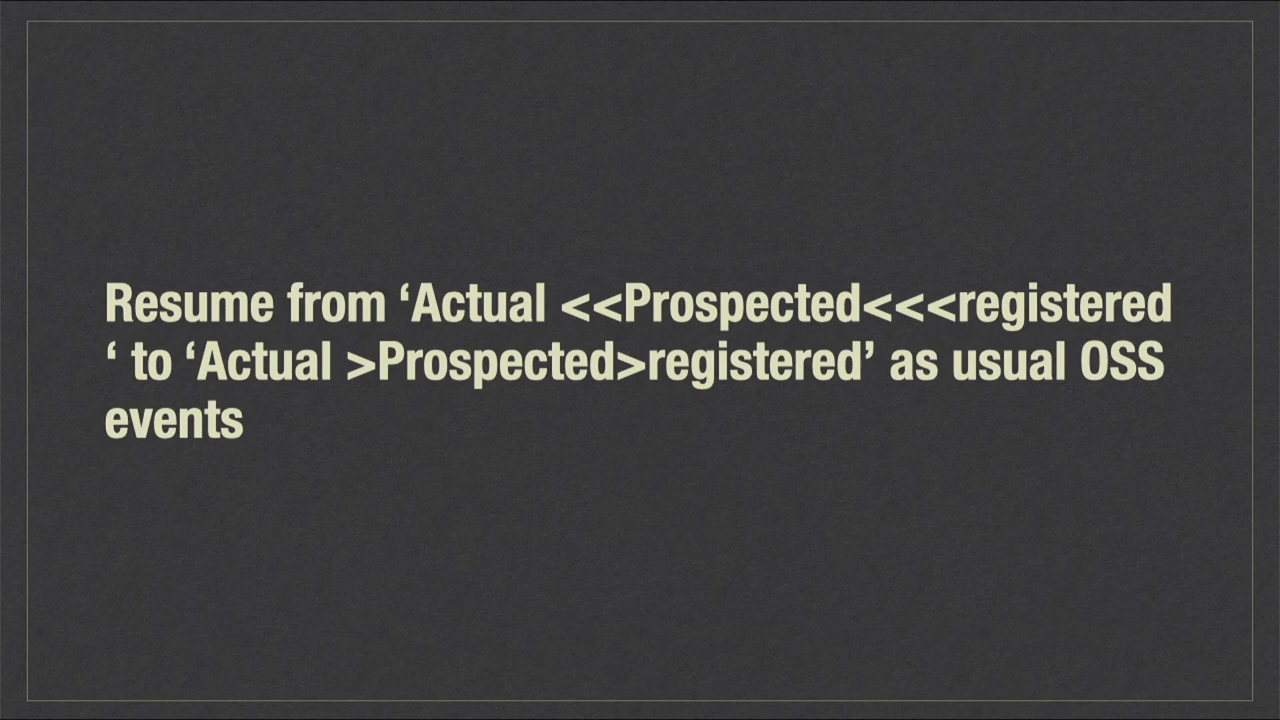 Resume from ‘Actual <<Prospected<<<registered
‘ to ‘Actual >Prospected>registered’ as usual OSS
events